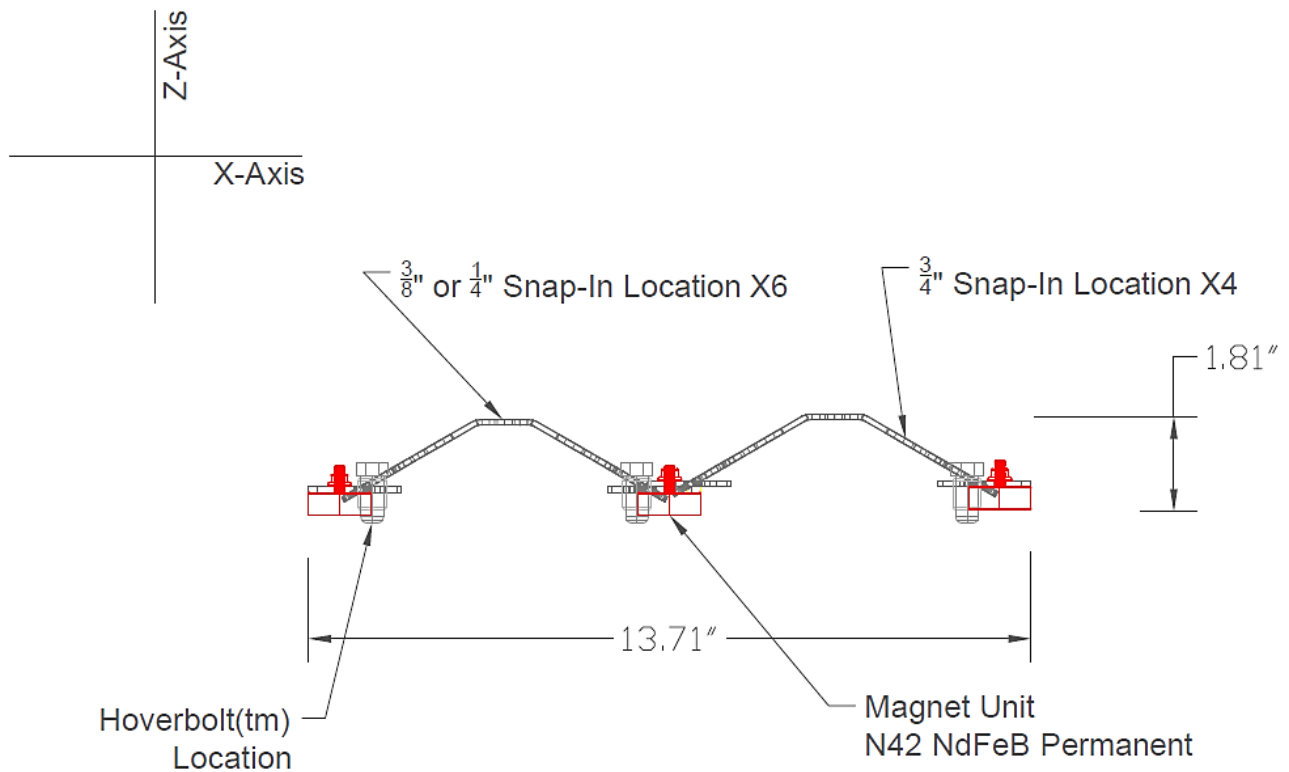 Z-Axis
X-Axis
3/8" or 1/4" Snap-In Location X6
3/4" Snap-In Location X4
1.81"
13.71"
Hoverbolt(tm)
Location
Magnet Unit
N42 NdFeB Permanent